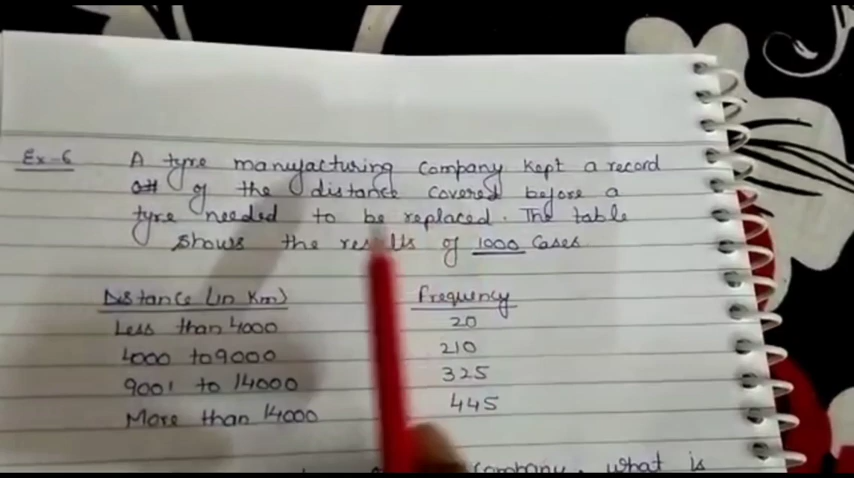 Ex-6 A tyre manufacturing company kept a record
of the distance covered before a
tyre needed to be replaced. The table
shows the results of 1000 cases
Distance (in Km) Frequency
Less than 4000 20
4000 to 9000 210
9001 to 14000 325
More than 14000 445
company, what is